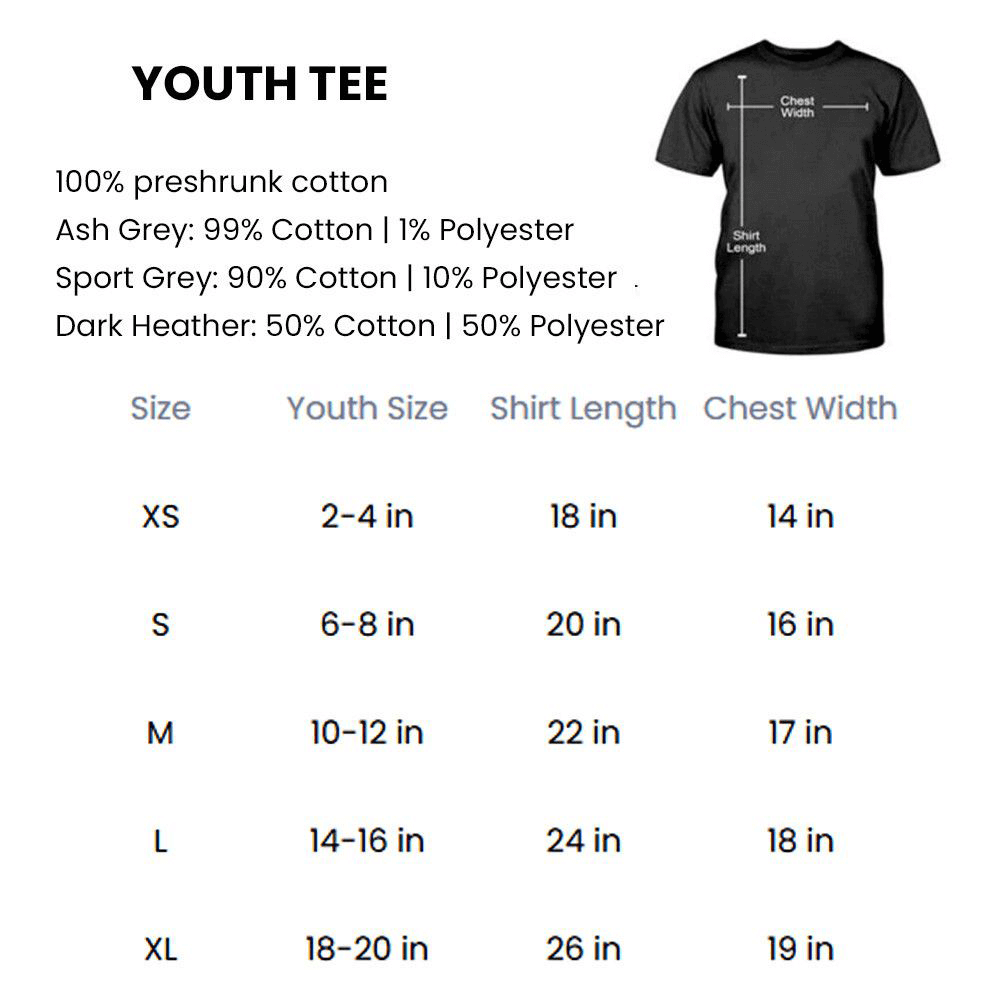 YOUTH TEE
100% preshrunk cotton
Ash Grey: 99% Cotton | 1% Polyester
Sport Grey: 90% Cotton | 10% Polyester .
Dark Heather: 50% Cotton | 50% Polyester
Chest
Width
Shirt
Length
Size Youth Size Shirt Length Chest Width
XS 2-4 in 18 in 14 in
S 6-8 in 20 in 16 in
M 10-12 in 22 in 17 in
L 14-16 in 24 in 18 in
XL 18-20 in 26 in 19 in